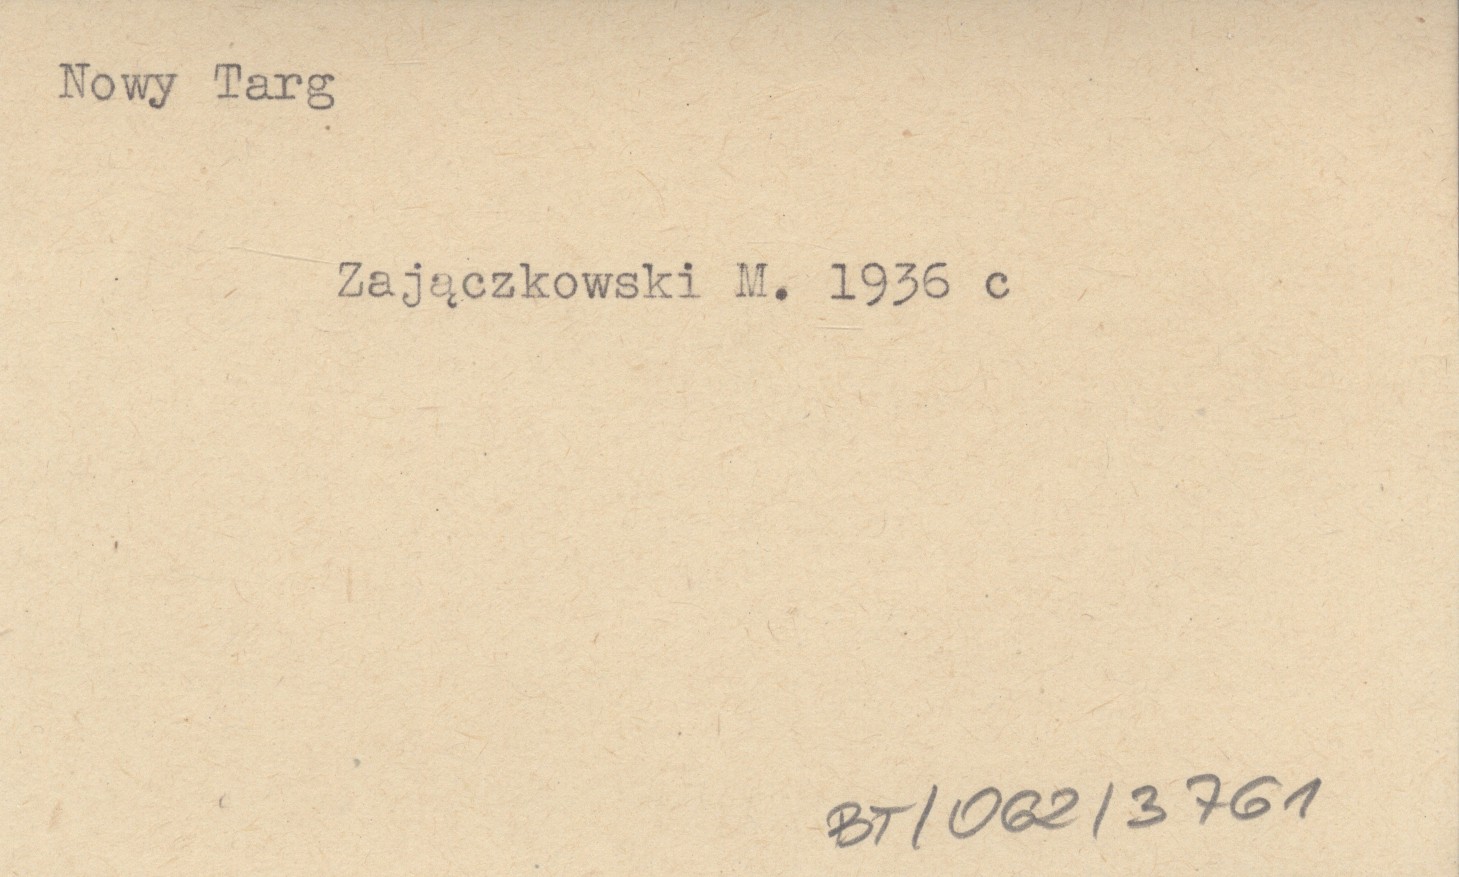 Nowy Targ
Zajączkowski M. 1936 c
BT/062/3761